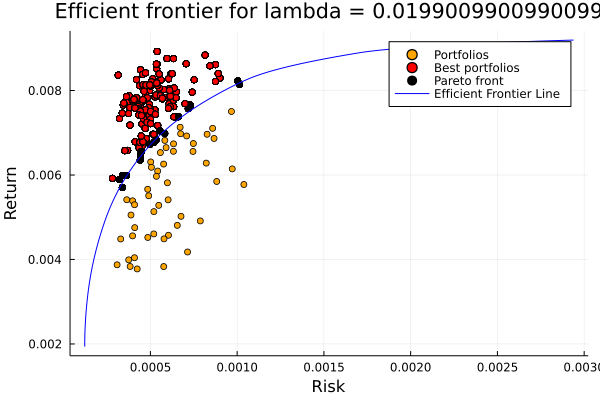 Efficient frontier for lambda = 0.0199009900990099
Portfolios
Best portfolios
Pareto front
Efficient Frontier Line
Return
0.008
0.006
0.004
0.002
0.0005
0.0010
0.0015
0.0020
0.0025
0.0030
Risk